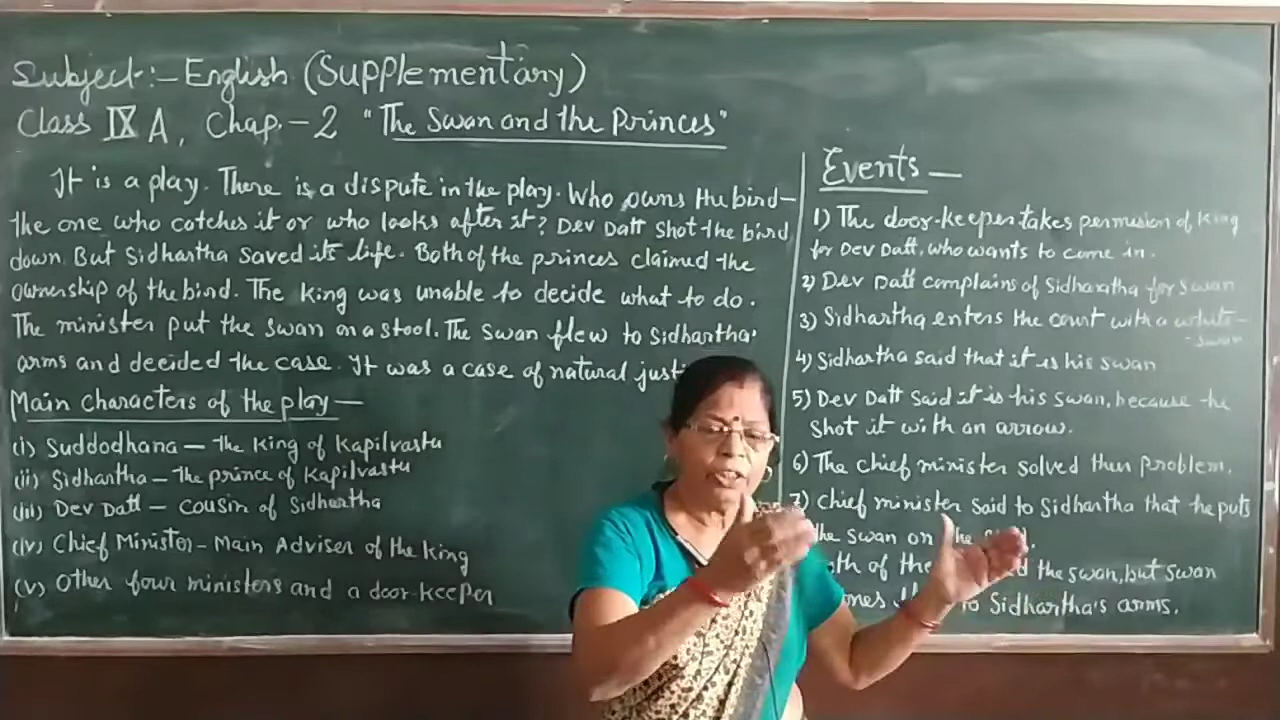 Subject:- English (Supplementary)
Class IX A, Chap.-2 "The Swan and the Princes"
It is a play. There is a dispute in the play. Who owns the bird-
the one who catches it or who looks after it? Dev Datt shot the bird
down. But Sidhartha saved its life. Both of the princes claimed the
ownership of the bird. The King was unable to decide what to do.
The minister put the swan on a stool. The swan flew to Sidhartha's
arms and decided the case. It was a case of natural justi
Main characters of the play-
(i) Suddodhana - the King of Kapilvastu
(ii) Sidhartha - The prince of Kapilvastu
(iii) Dev Datt - cousin of Sidhartha
(iv) Chief Minister - Main Adviser of the King
(v) Other four ministers and a door-keeper
Events-
1) The door-keeper takes permission of King
for Dev Datt, who wants to come in.
2) Dev Datt complains of Sidharatha for swan
3) Sidhartha enters the court with a white-
-swan
4) Sidhartha said that it is his swan
5) Dev Datt said it is his swan, because he
shot it with an arrow.
6) The chief minister solved their problem.
7) Chief minister said to Sidhartha that he puts
the swan on the
of the the swan, but swan
to Sidhartha's arms.